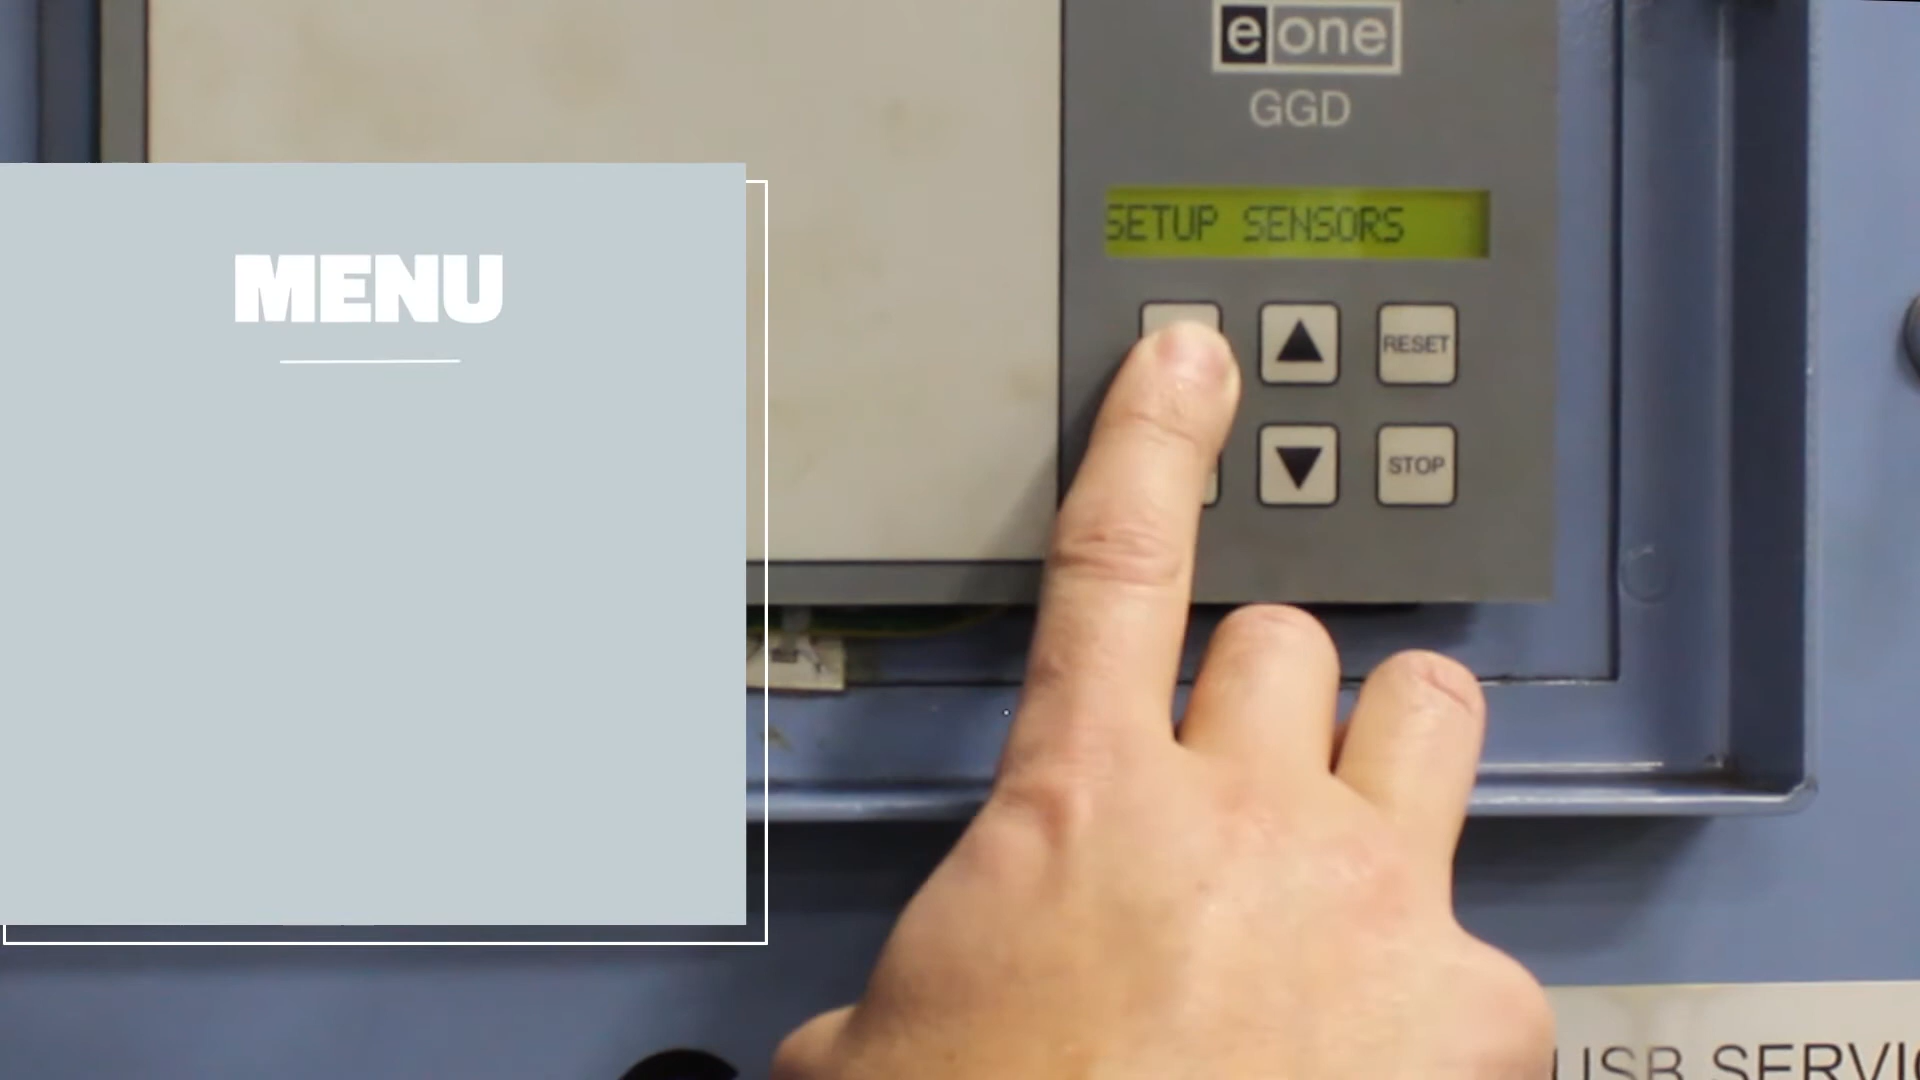 e one
GGD
SETUP SENSORS
MENU
RESET
STOP
USB SERVIC